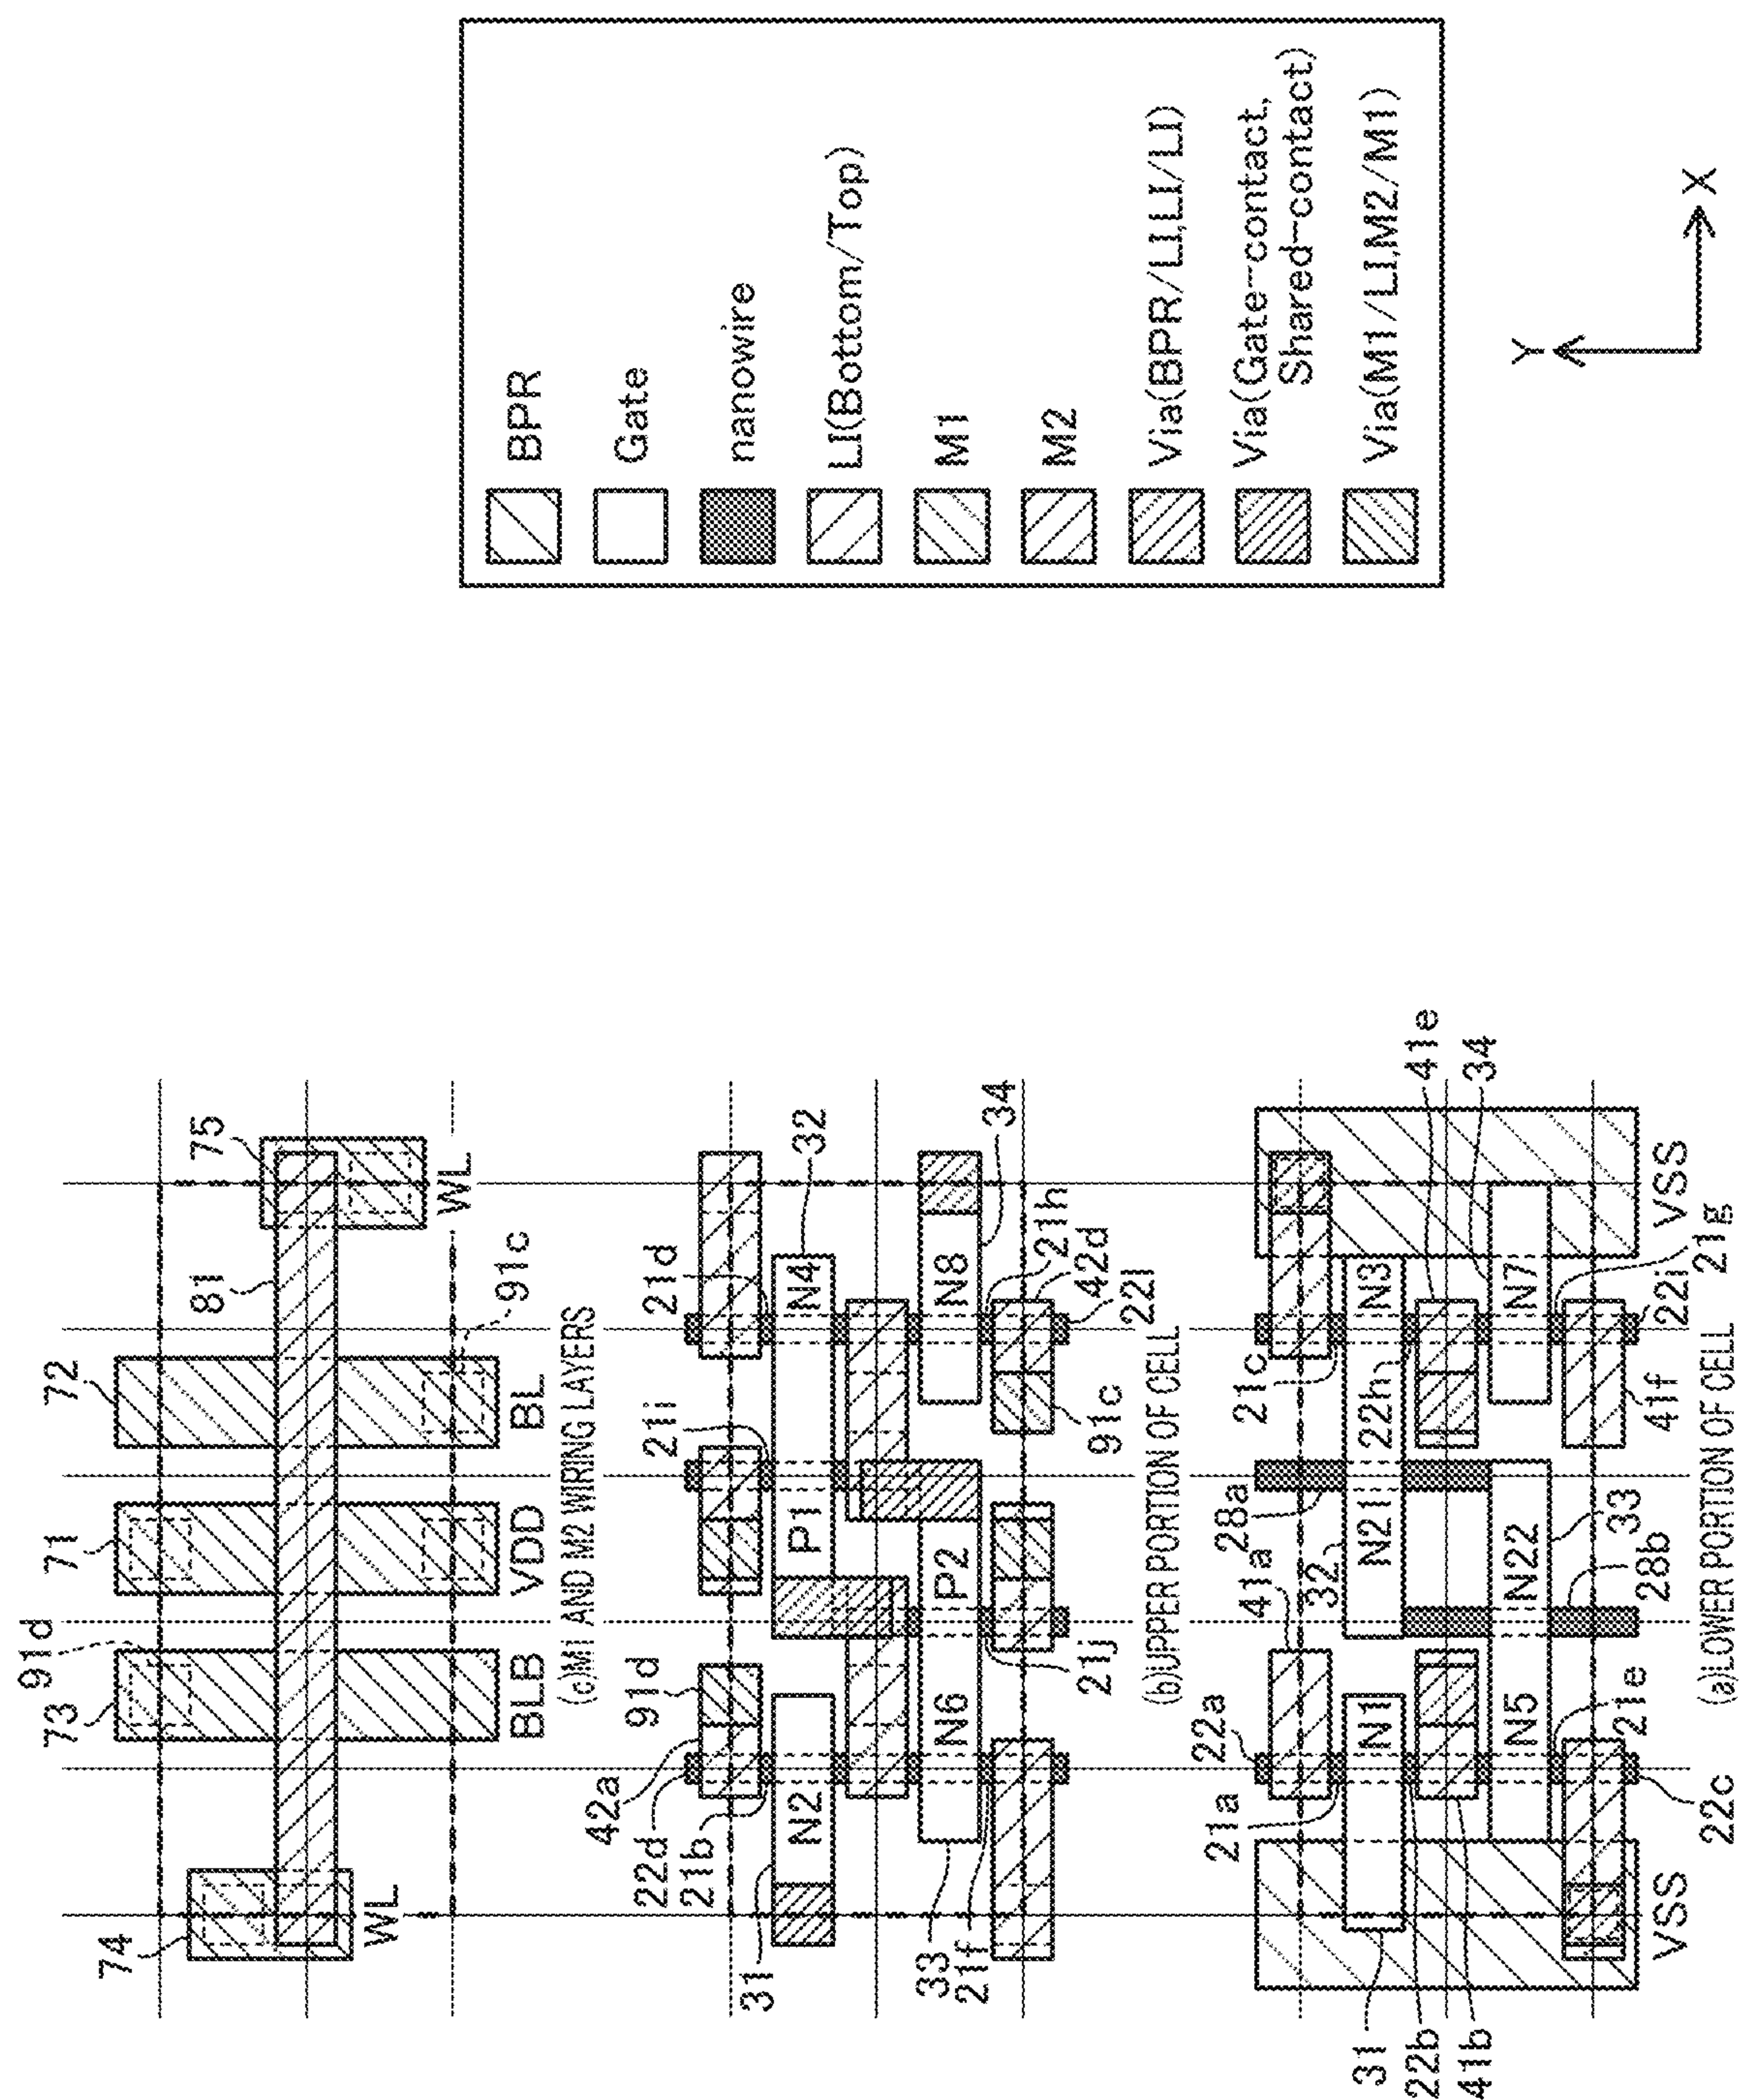 BPR
Gate
nanowire
LI(Bottom/Top)
M1
M2
Via(BPR/LI,LI/LI)
Via(Gate-contact,
Shared-contact)
Via(M1/LI,M2/M1)
Y
X
91d
73
71
72
81
75
74
WL
BLB
VDD
BL
WL
91c
(c)M1 AND M2 WIRING LAYERS
42a
22d
21b
91d
21i
21d
32
31
N2
P1
N4
33
21f
N6
P2
N8
34
21j
91c
21h
42d
22l
(b)UPPER PORTION OF CELL
22a
21a
41a
32
28a
21c
22h
41e
34
31
22b
41b
N1
N21
N3
N5
N22
N7
VSS
22c
21e
28b
33
41f
22i
21g
VSS
(a)LOWER PORTION OF CELL